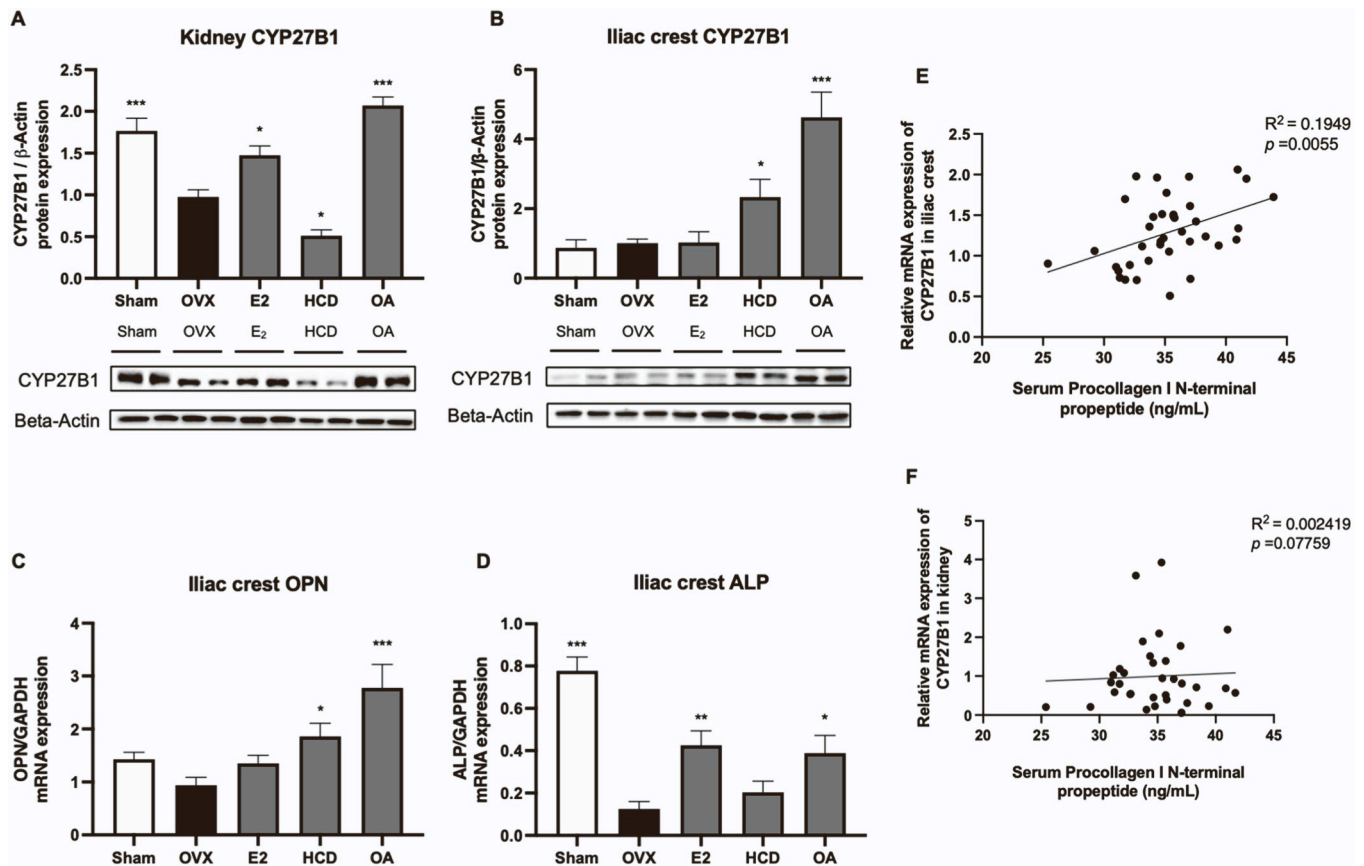 A
Kidney CYP27B1
CYP27B1 / β-Actin
protein expression
2.5
2.0
1.5
1.0
0.5
0.0
***
*
*
***
Sham OVX E2 HCD OA
Sham OVX E₂ HCD OA
CYP27B1
Beta-Actin
B
Iliac crest CYP27B1
CYP27B1/β-Actin
protein expression
6
4
2
0
*
***
Sham OVX E2 HCD OA
Sham OVX E₂ HCD OA
CYP27B1
Beta-Actin
E
R² = 0.1949
p =0.0055
Relative mRNA expression of
CYP27B1 in iliac crest
2.5
2.0
1.5
1.0
0.5
0.0
20 25 30 35 40 45
Serum Procollagen I N-terminal
propeptide (ng/mL)
C
Iliac crest OPN
OPN/GAPDH
mRNA expression
4
3
2
1
0
*
***
Sham OVX E2 HCD OA
D
Iliac crest ALP
ALP/GAPDH
mRNA expression
1.0
0.8
0.6
0.4
0.2
0.0
***
**
*
Sham OVX E2 HCD OA
F
R² = 0.002419
p =0.07759
Relative mRNA expression of
CYP27B1 in kidney
5
4
3
2
1
0
20 25 30 35 40 45
Serum Procollagen I N-terminal
propeptide (ng/mL)